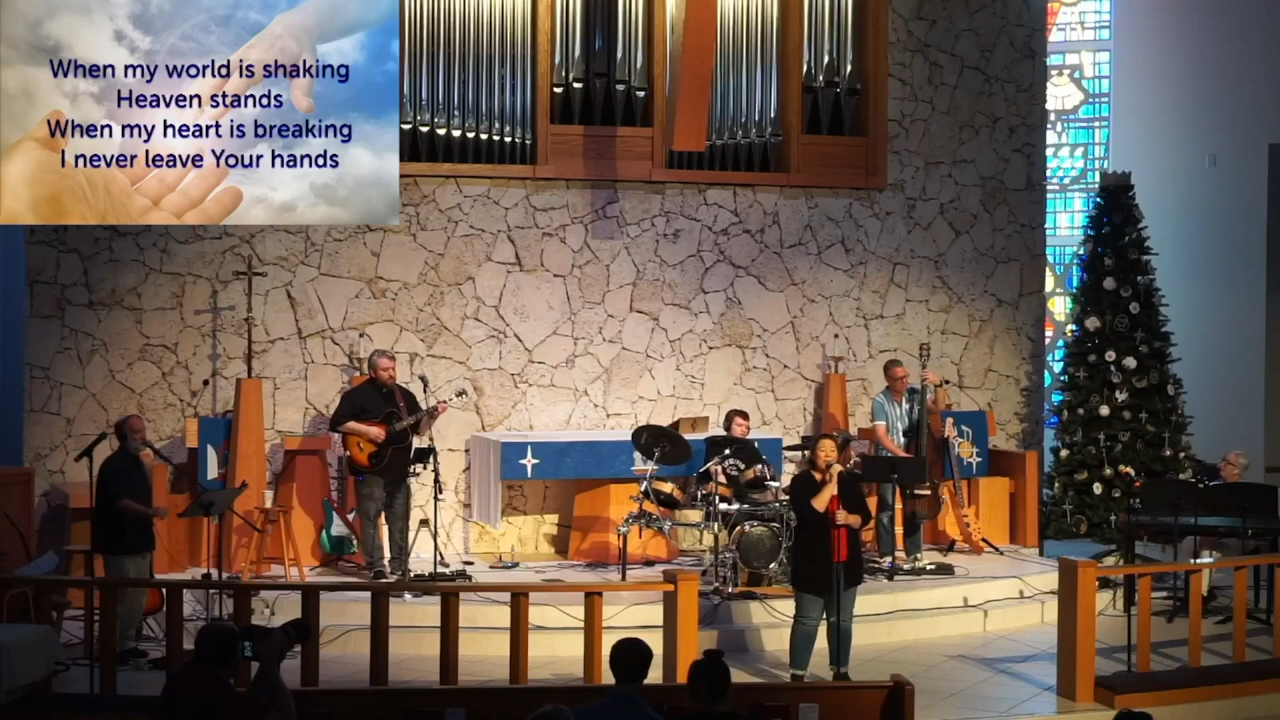 When my world is shaking
Heaven stands
When my heart is breaking
I never leave Your hands